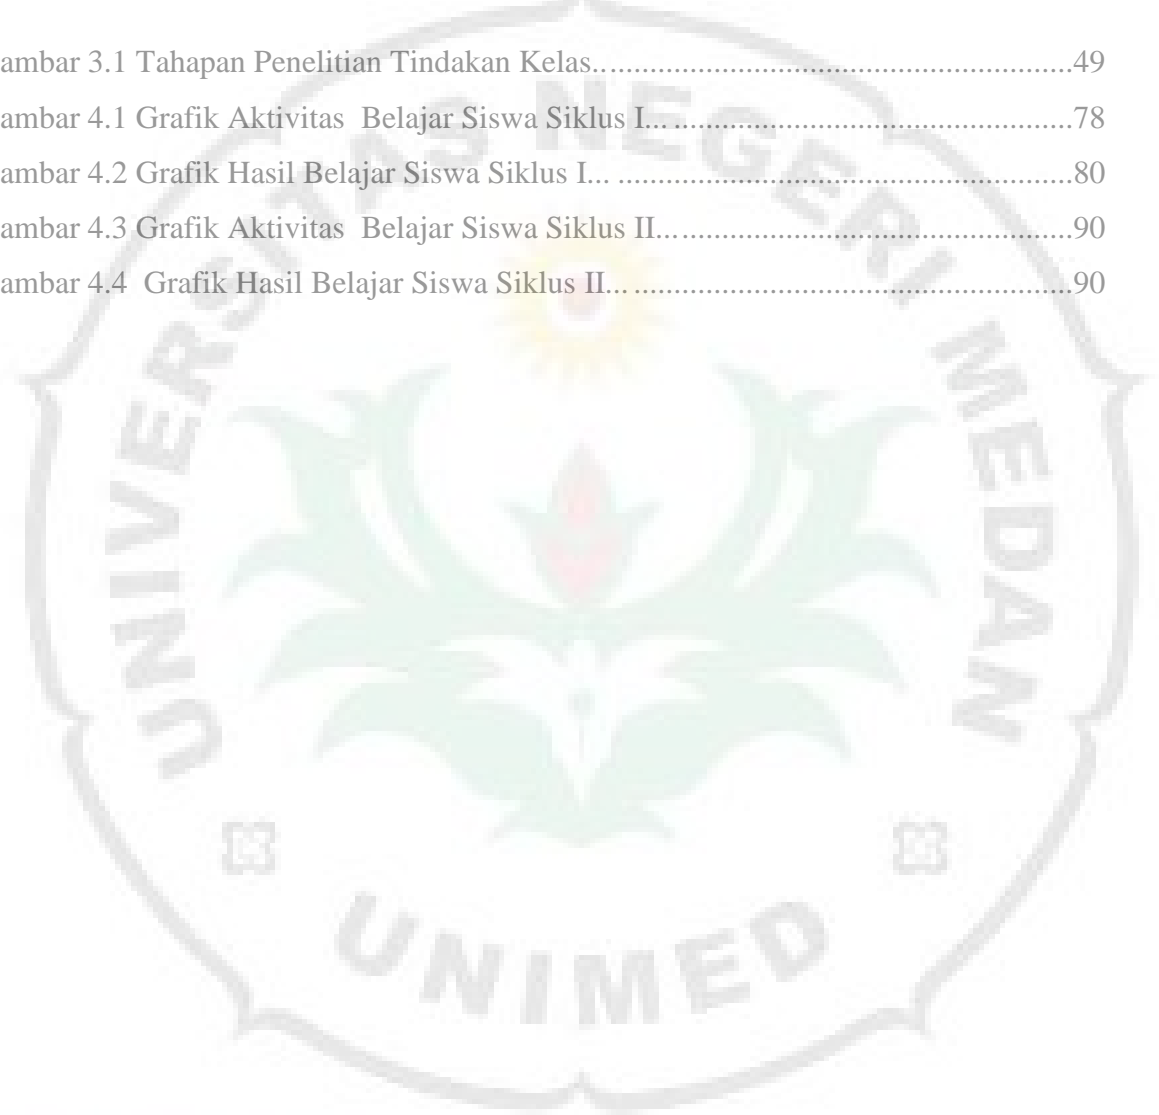 ambar 3.1 Tahapan Penelitian Tindakan Kelas..............................................................49
ambar 4.1 Grafik Aktivitas  Belajar Siswa Siklus I... ...................................................78
ambar 4.2 Grafik Hasil Belajar Siswa Siklus I... ..........................................................80
ambar 4.3 Grafik Aktivitas  Belajar Siswa Siklus II... ..................................................90
ambar 4.4  Grafik Hasil Belajar Siswa Siklus II... ........................................................90
UNIVERSITAS NEGERI MEDAN
UNIMED